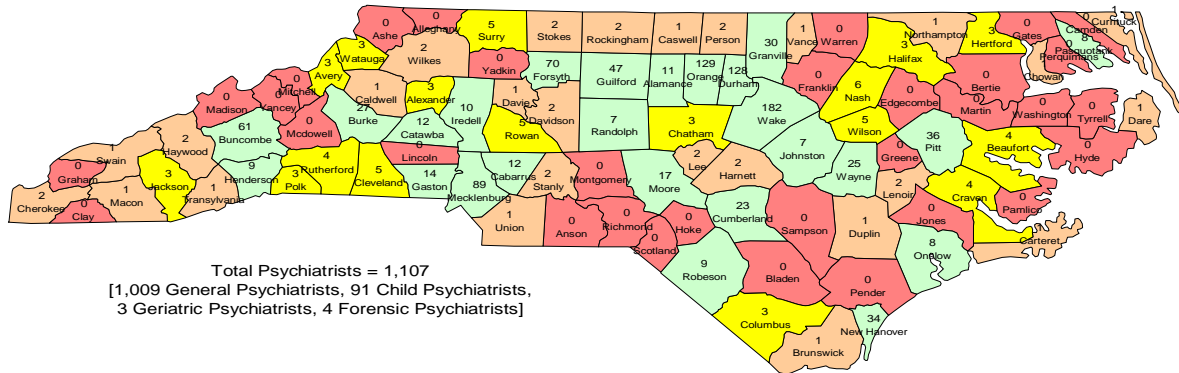 0
Ashe
0
Alleghany
5
Surry
2
Stokes
2
Rockingham
1
Caswell
2
Person
30
Granville
1
Vance
0
Warren
1
Northampton
3
Halifax
3
Hertford
0
Gates
0
Camden
1
Currituck
8
Pasquotank
0
Perquimans
1
Chowan
3
Watauga
2
Wilkes
0
Yadkin
70
Forsyth
47
Guilford
11
Alamance
129
Orange
128
Durham
0
Franklin
6
Nash
0
Edgecombe
0
Bertie
0
Martin
0
Washington
0
Tyrrell
1
Dare
0
Mitchell
3
Avery
1
Caldwell
3
Alexander
10
Iredell
1
Davie
2
Davidson
7
Randolph
3
Chatham
182
Wake
5
Wilson
36
Pitt
4
Beaufort
0
Hyde
0
Madison
0
Yancey
0
Mcdowell
27
Burke
12
Catawba
5
Rowan
7
Johnston
0
Greene
61
Buncombe
2
Haywood
1
Swain
0
Graham
2
Cherokee
0
Clay
1
Macon
3
Jackson
1
Transylvania
9
Henderson
3
Polk
4
Rutherford
5
Cleveland
0
Lincoln
14
Gaston
89
Mecklenburg
12
Cabarrus
2
Stanly
0
Montgomery
17
Moore
2
Lee
2
Harnett
25
Wayne
2
Lenoir
4
Craven
0
Pamlico
0
Jones
Carteret
1
Union
0
Anson
0
Richmond
0
Scotland
0
Hoke
23
Cumberland
0
Sampson
1
Duplin
8
Onslow
9
Robeson
0
Bladen
0
Pender
3
Columbus
1
Brunswick
34
New Hanover
Total Psychiatrists = 1,107
[1,009 General Psychiatrists, 91 Child Psychiatrists,
3 Geriatric Psychiatrists, 4 Forensic Psychiatrists]